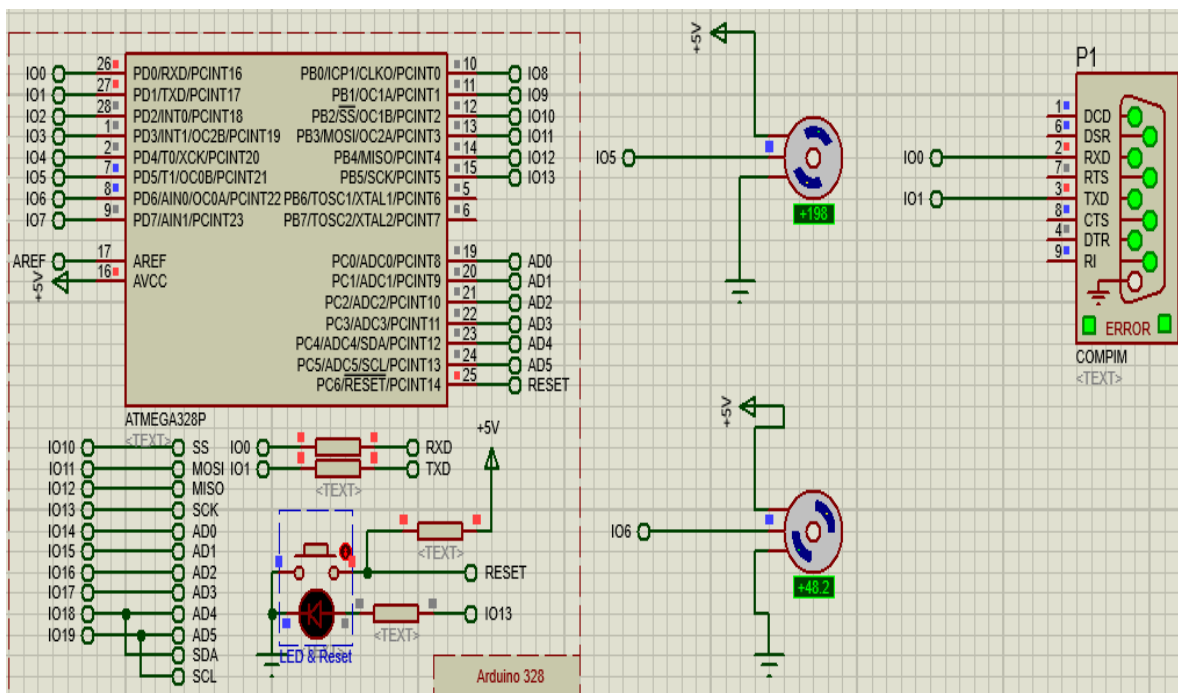 IO0 26 PD0/RXD/PCINT16 PB0/ICP1/CLKO/PCINT0 10 IO8
IO1 27 PD1/TXD/PCINT17 PB1/OC1A/PCINT1 11 IO9
IO2 28 PD2/INT0/PCINT18 PB2/SS/OC1B/PCINT2 12 IO10
IO3 1 PD3/INT1/OC2B/PCINT19 PB3/MOSI/OC2A/PCINT3 13 IO11
IO4 2 PD4/T0/XCK/PCINT20 PB4/MISO/PCINT4 14 IO12
IO5 7 PD5/T1/OC0B/PCINT21 PB5/SCK/PCINT5 15 IO13
IO6 8 PD6/AIN0/OC0A/PCINT22 PB6/TOSC1/XTAL1/PCINT6 5
IO7 9 PD7/AIN1/PCINT23 PB7/TOSC2/XTAL2/PCINT7 6
AREF 17 AREF PC0/ADC0/PCINT8 19 AD0
+5V 16 AVCC PC1/ADC1/PCINT9 20 AD1
PC2/ADC2/PCINT10 21 AD2
PC3/ADC3/PCINT11 22 AD3
PC4/ADC4/SDA/PCINT12 23 AD4
PC5/ADC5/SCL/PCINT13 24 AD5
PC6/RESET/PCINT14 25 RESET
ATMEGA328P
<TEXT>
IO10 SS
IO11 MOSI
IO12 MISO
IO13 SCK
IO14 AD0
IO15 AD1
IO16 AD2
IO17 AD3
IO18 AD4
IO19 AD5
SDA
SCL
IO0 RXD
IO1 TXD
<TEXT>
+5V
<TEXT>
RESET
IO13
<TEXT>
<TEXT>
LED & Reset
Arduino 328
+5V
IO5
+198
+5V
IO6
+48.2
P1
1 DCD
6 DSR
IO0 2 RXD
7 RTS
IO1 3 TXD
8 CTS
4 DTR
9 RI
ERROR
COMPIM
<TEXT>